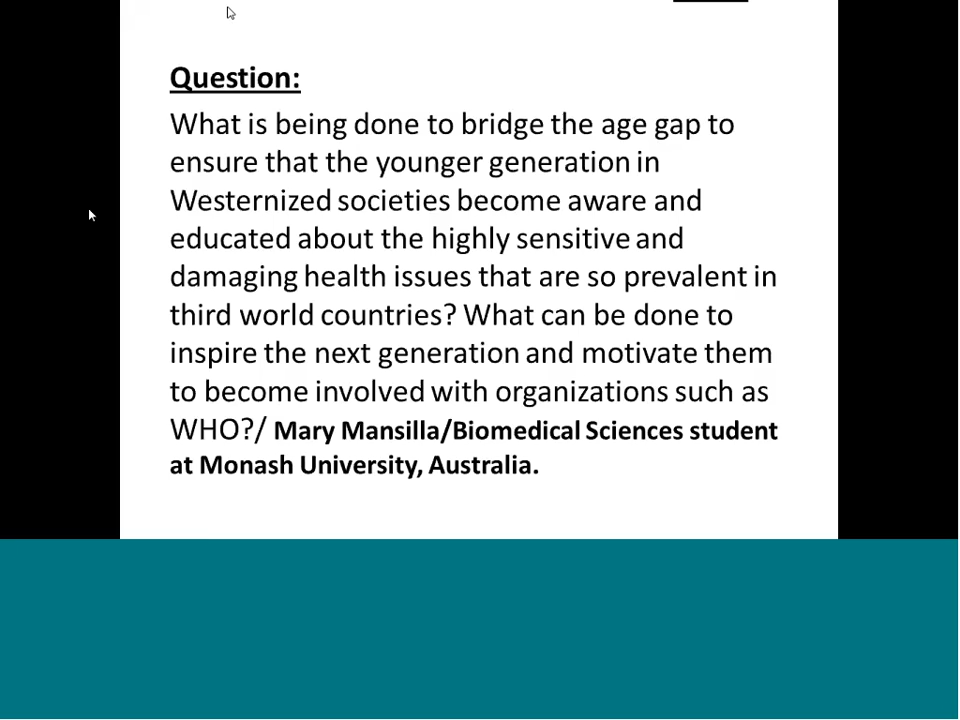 Question:
What is being done to bridge the age gap to
ensure that the younger generation in
Westernized societies become aware and
educated about the highly sensitive and
damaging health issues that are so prevalent in
third world countries? What can be done to
inspire the next generation and motivate them
to become involved with organizations such as
WHO?/ Mary Mansilla/Biomedical Sciences student
at Monash University, Australia.